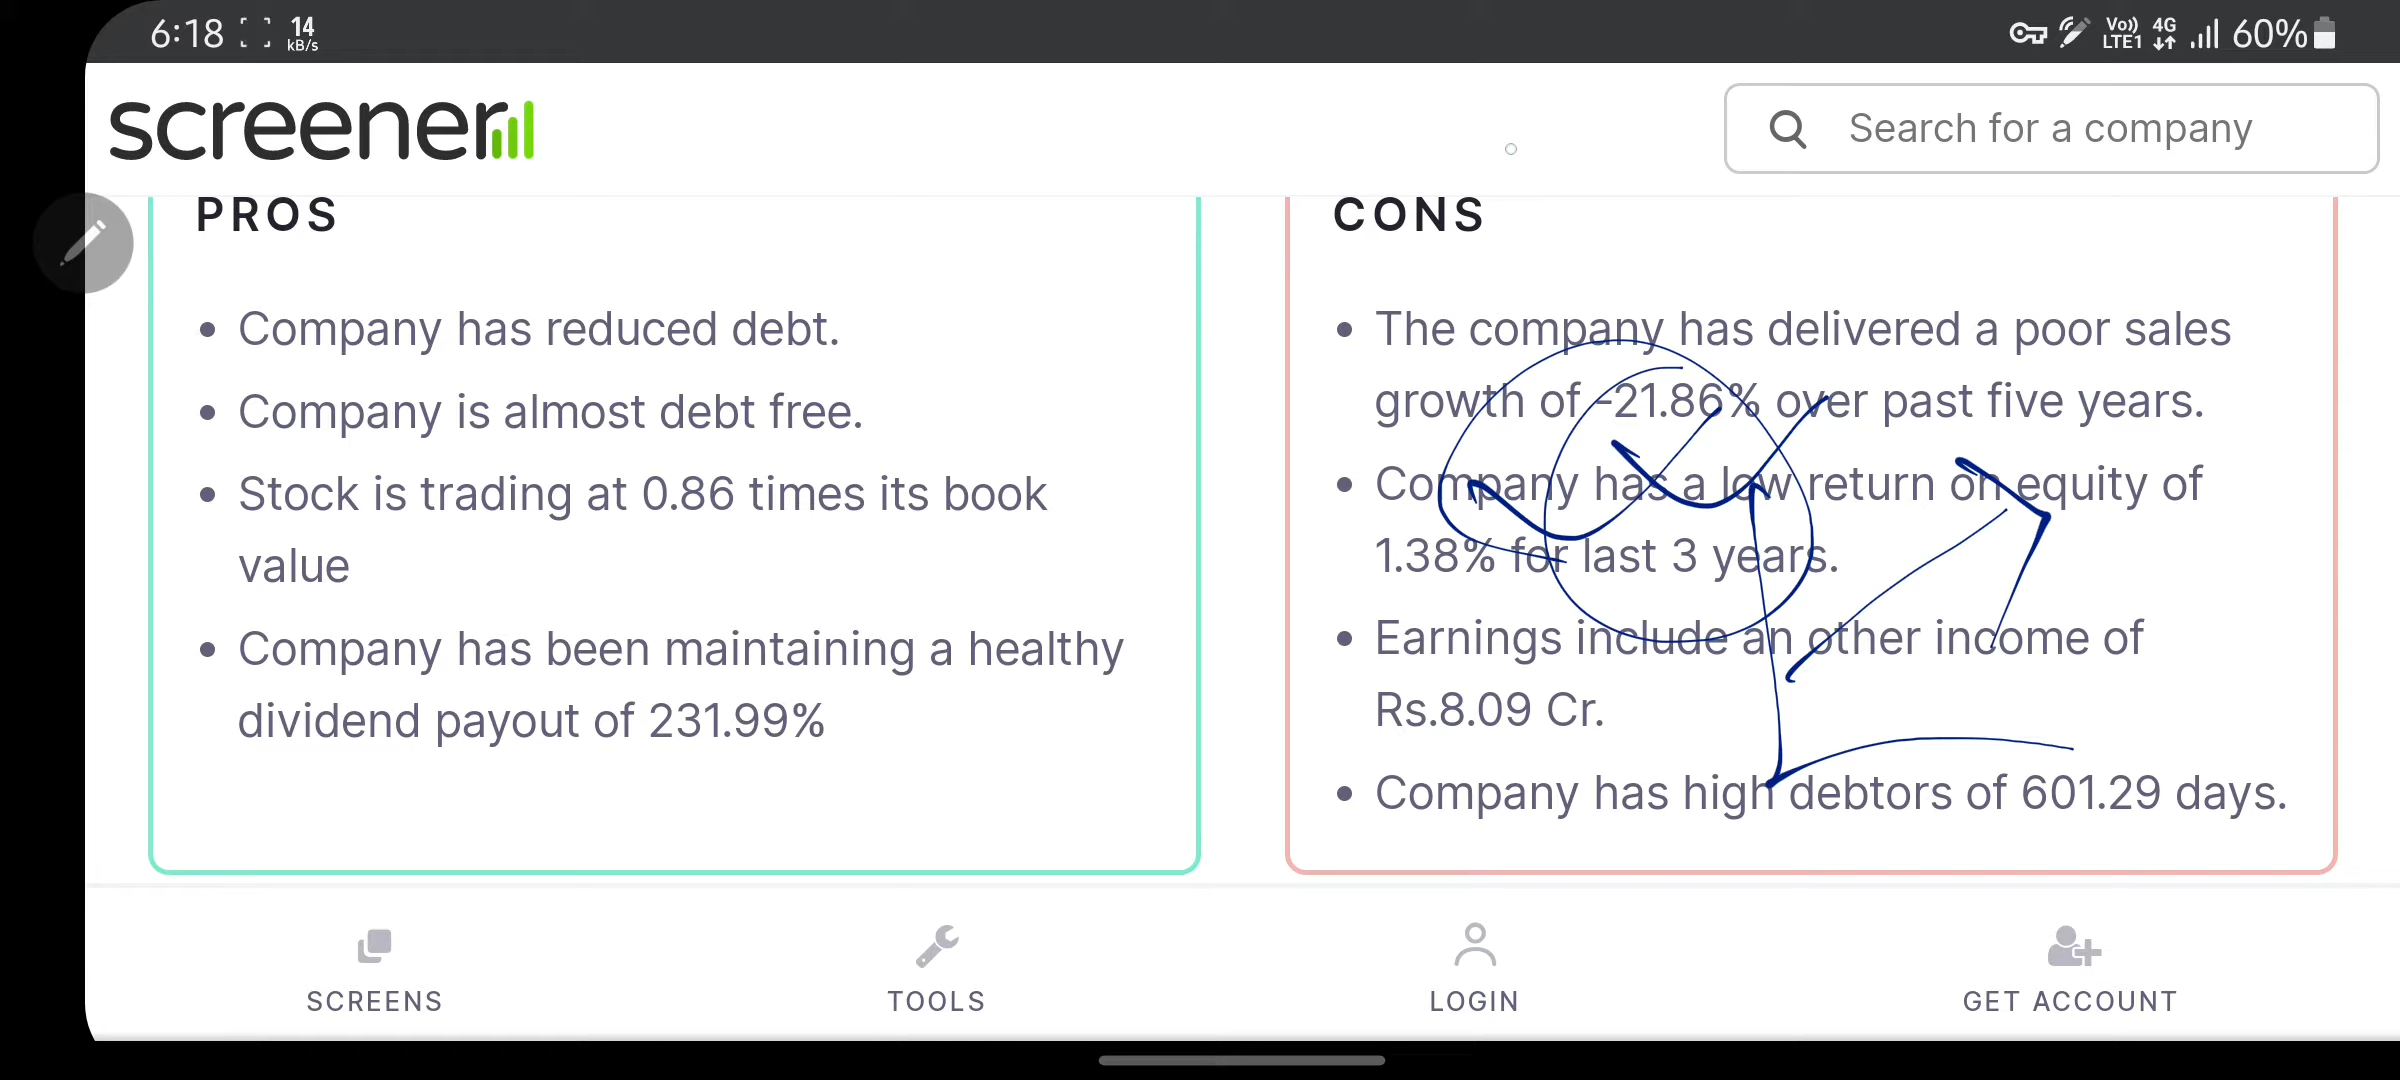 6:18 14 kB/s Vo)) LTE1 4G 60%
screener
Search for a company
PROS
• Company has reduced debt.
• Company is almost debt free.
• Stock is trading at 0.86 times its book
value
• Company has been maintaining a healthy
dividend payout of 231.99%
CONS
• The company has delivered a poor sales
growth of -21.86% over past five years.
• Company has a low return on equity of
1.38% for last 3 years.
• Earnings include an other income of
Rs.8.09 Cr.
• Company has high debtors of 601.29 days.
SCREENS
TOOLS
LOGIN
GET ACCOUNT